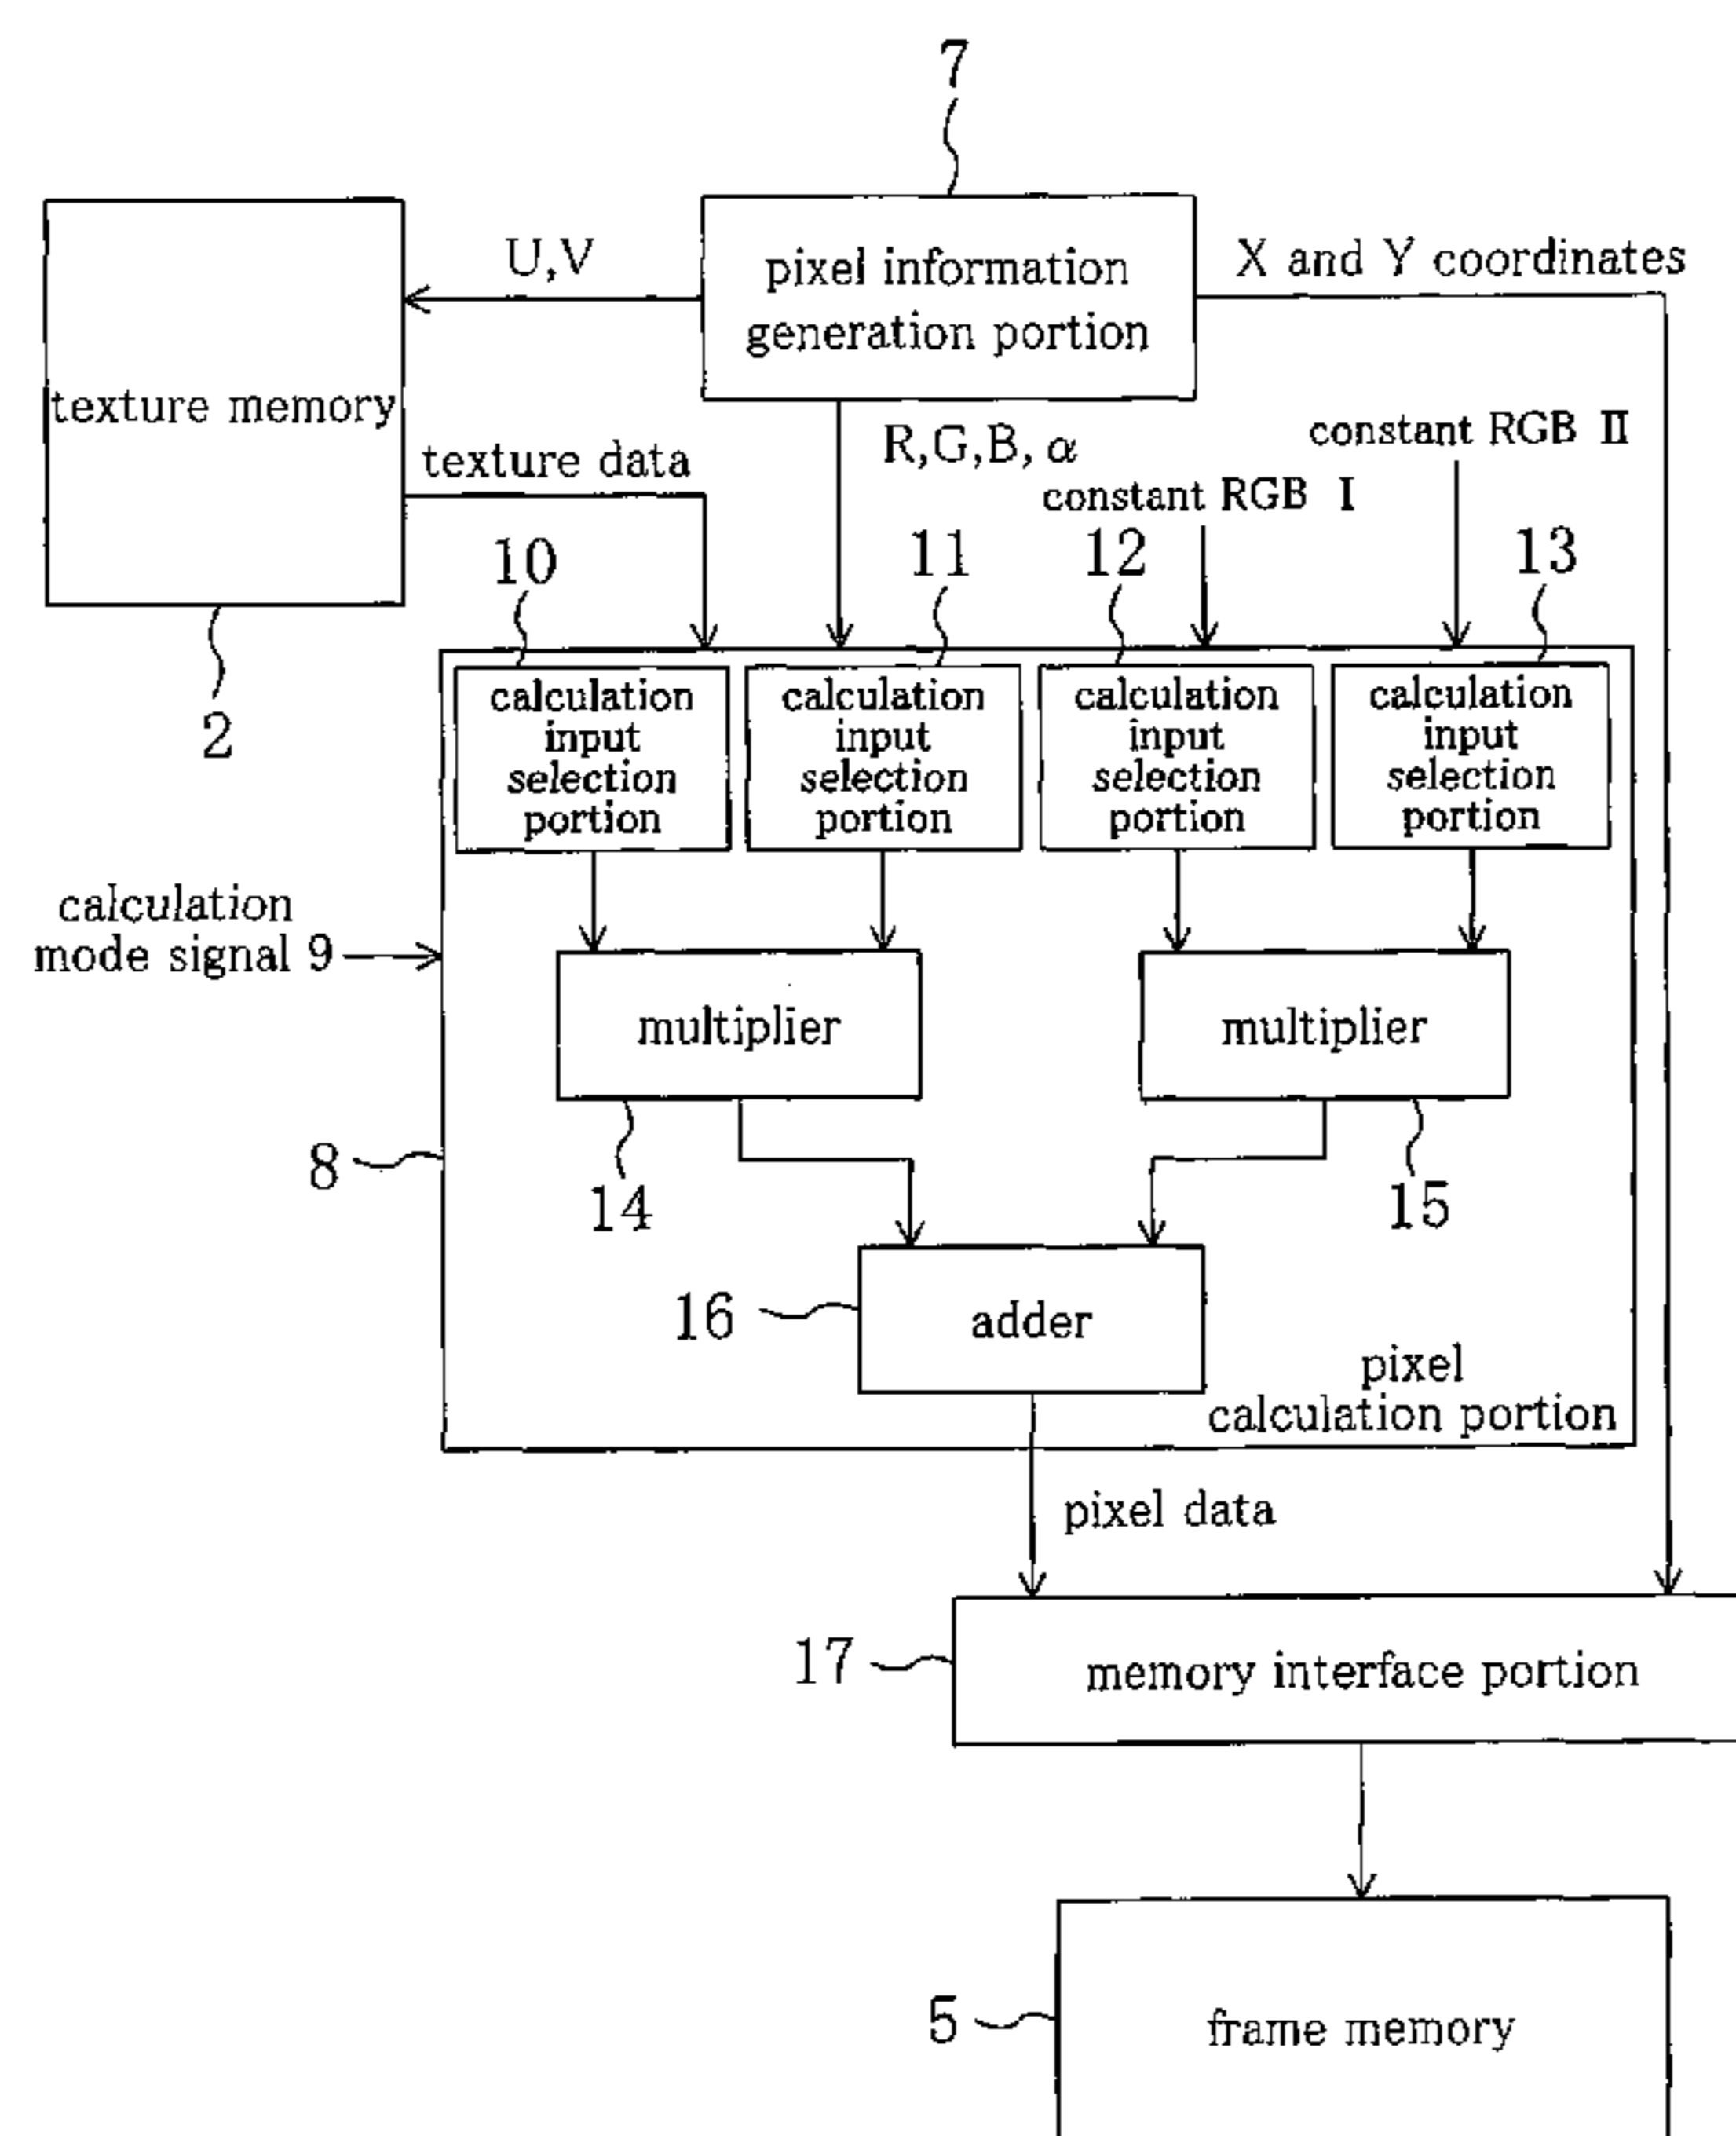 7
U,V
pixel information
generation portion
X and Y coordinates
texture memory
texture data
R,G,B, α
constant RGB II
constant RGB I
10
11
12
13
2
calculation
input
selection
portion
calculation
input
selection
portion
calculation
input
selection
portion
calculation
input
selection
portion
calculation
mode signal 9
multiplier
multiplier
8
14
15
16
adder
pixel
calculation portion
pixel data
17
memory interface portion
5
frame memory